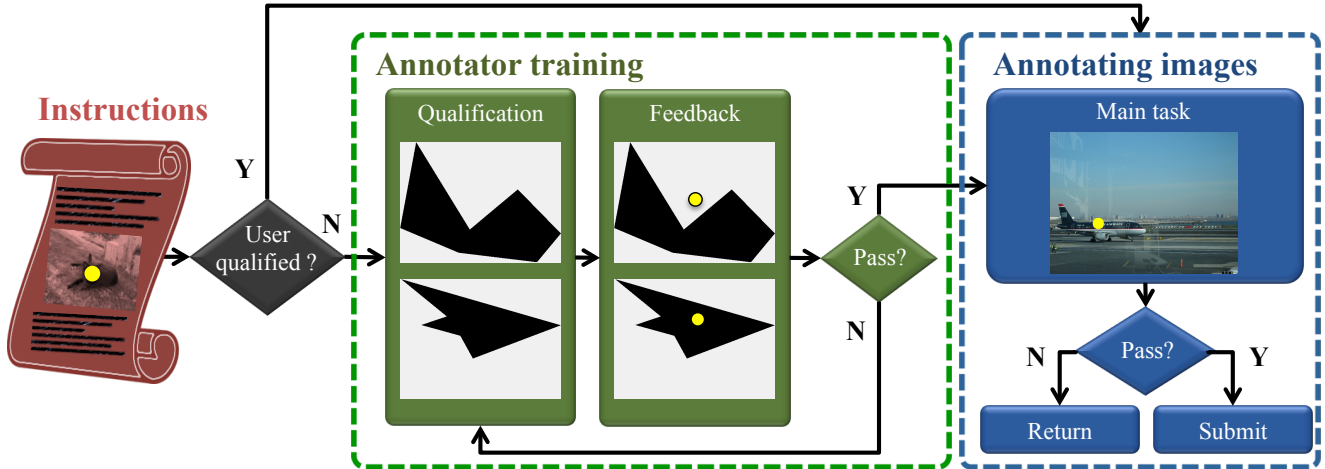 Instructions
Y
User
qualified ?
N
Annotator training
Qualification
Feedback
Y
Pass?
N
Annotating images
Main task
Pass?
N
Y
Return
Submit